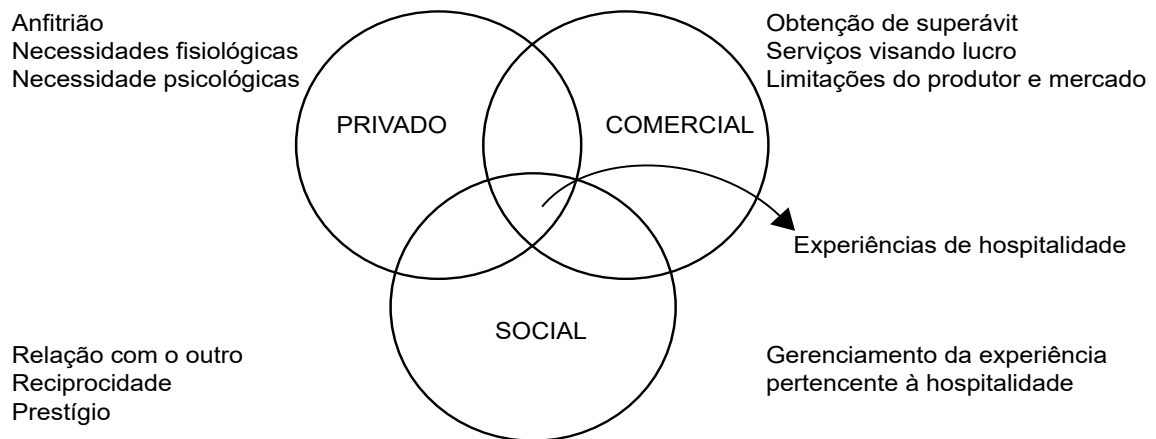 Anfitrião
Necessidades fisiológicas
Necessidade psicológicas
Obtenção de superávit
Serviços visando lucro
Limitações do produtor e mercado
PRIVADO
COMERCIAL
Experiências de hospitalidade
SOCIAL
Relação com o outro
Reciprocidade
Prestígio
Gerenciamento da experiência
pertencente à hospitalidade